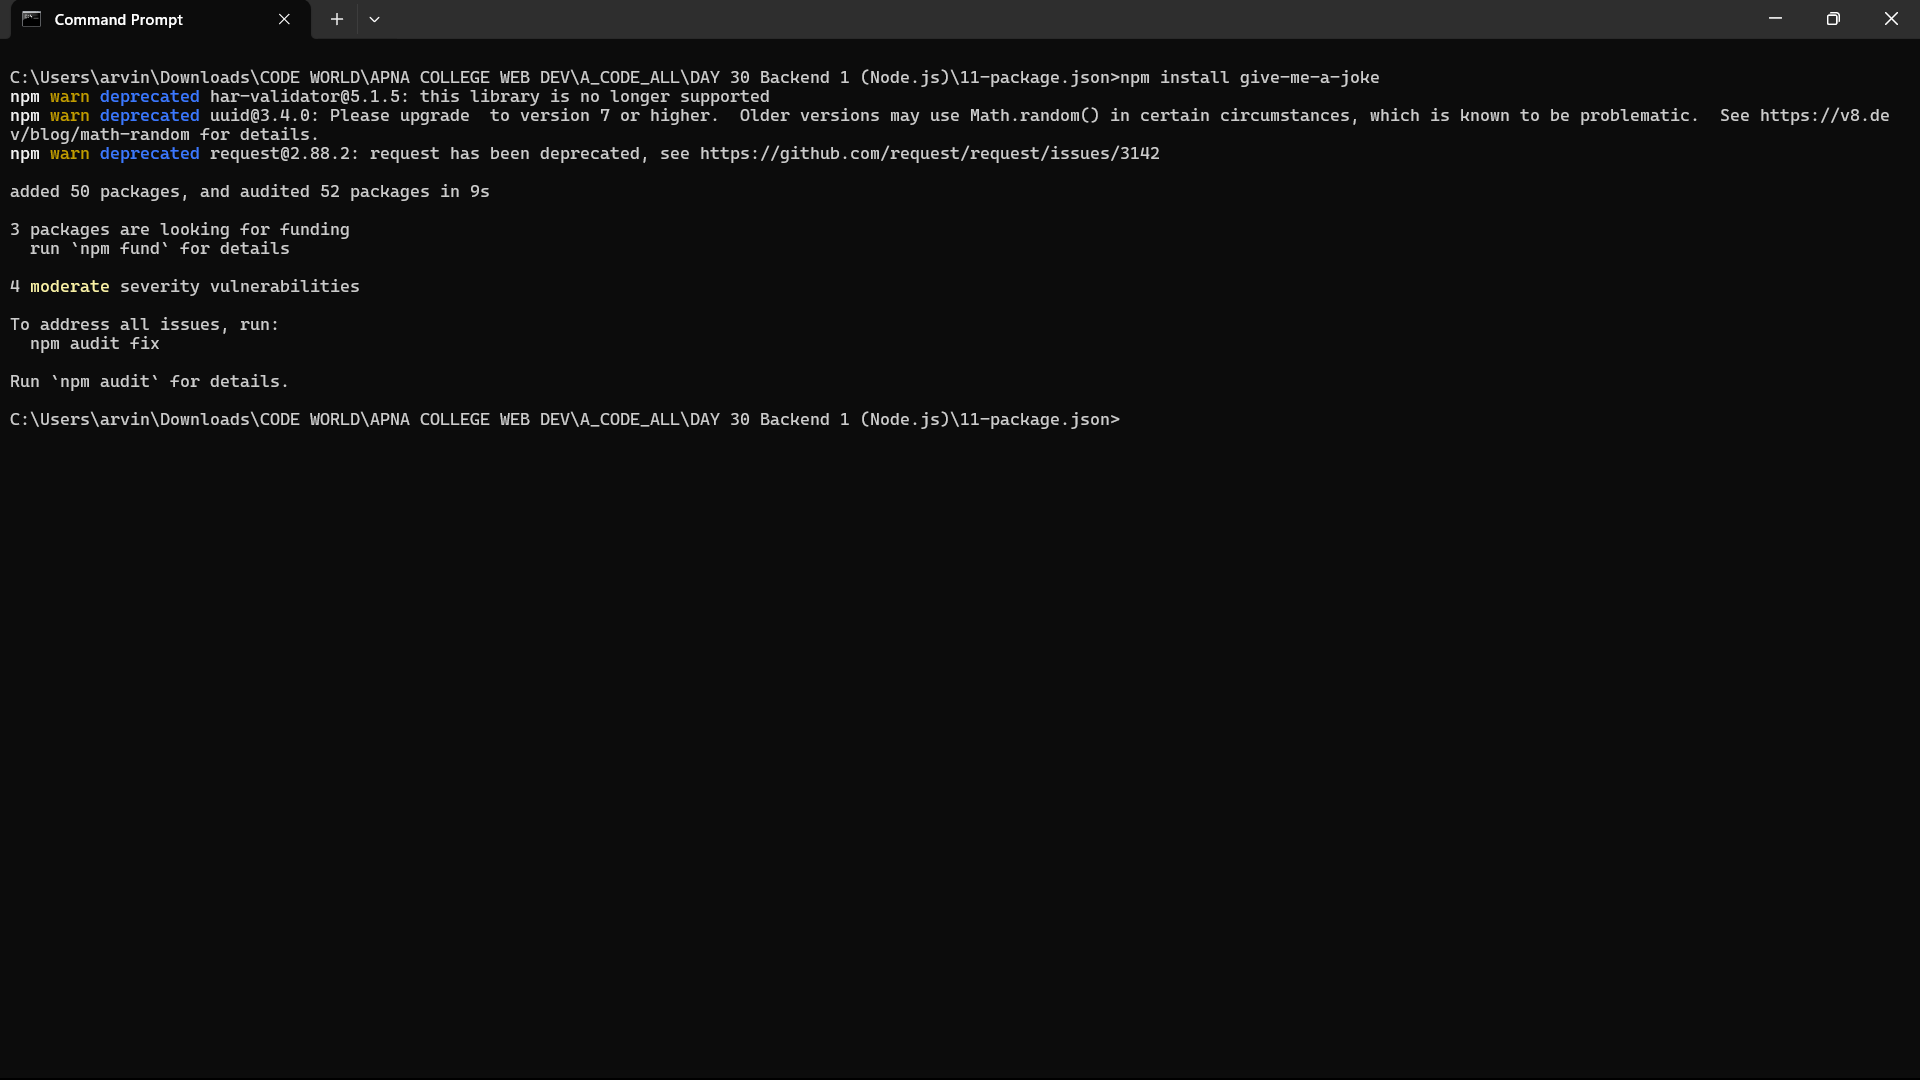 Command Prompt
C:\Users\arvin\Downloads\CODE WORLD\APNA COLLEGE WEB DEV\A_CODE_ALL\DAY 30 Backend 1 (Node.js)\11-package.json>npm install give-me-a-joke
npm warn deprecated har-validator@5.1.5: this library is no longer supported
npm warn deprecated uuid@3.4.0: Please upgrade  to version 7 or higher.  Older versions may use Math.random() in certain circumstances, which is known to be problematic.  See https://v8.de
v/blog/math-random for details.
npm warn deprecated request@2.88.2: request has been deprecated, see https://github.com/request/request/issues/3142
added 50 packages, and audited 52 packages in 9s
3 packages are looking for funding
  run `npm fund` for details
4 moderate severity vulnerabilities
To address all issues, run:
  npm audit fix
Run `npm audit` for details.
C:\Users\arvin\Downloads\CODE WORLD\APNA COLLEGE WEB DEV\A_CODE_ALL\DAY 30 Backend 1 (Node.js)\11-package.json>